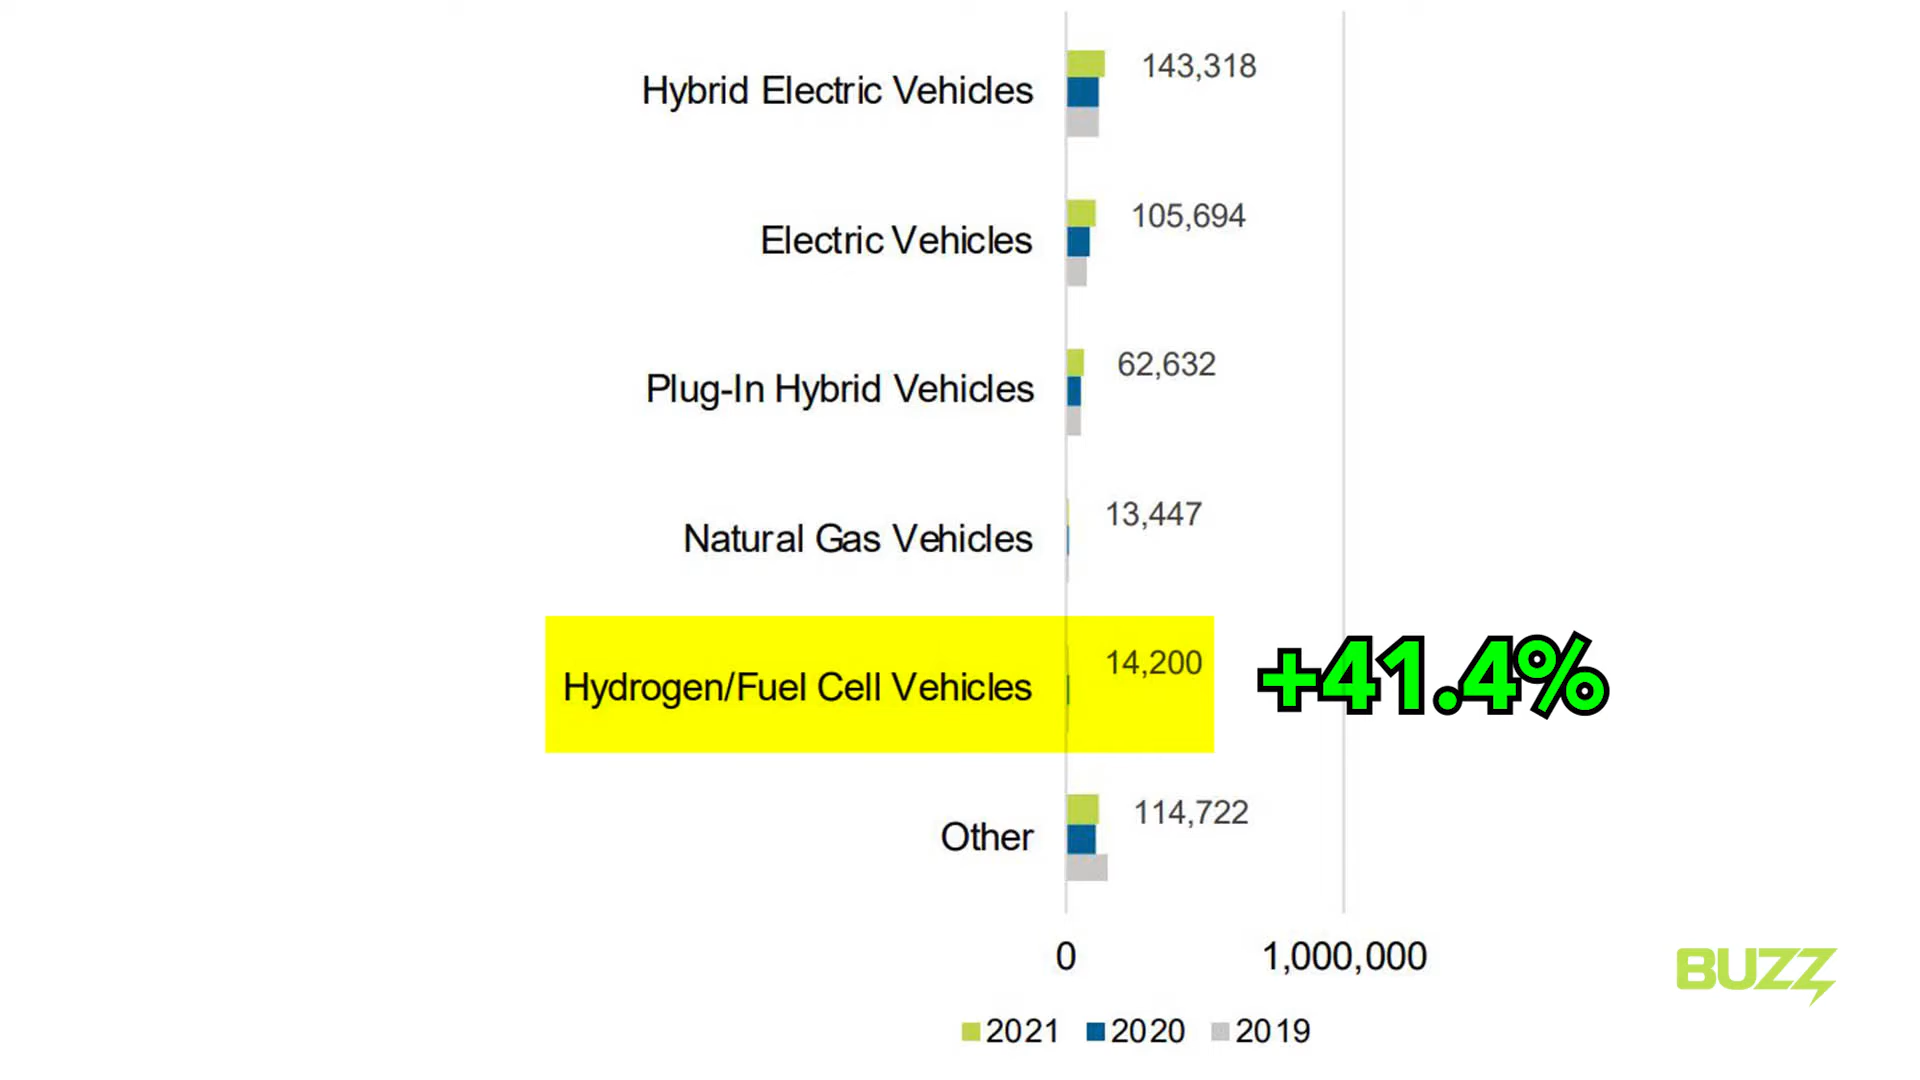 Hybrid Electric Vehicles 143,318
Electric Vehicles 105,694
Plug-In Hybrid Vehicles 62,632
Natural Gas Vehicles 13,447
Hydrogen/Fuel Cell Vehicles 14,200 +41.4%
Other 114,722
0 1,000,000
BUZZ
2021 2020 2019